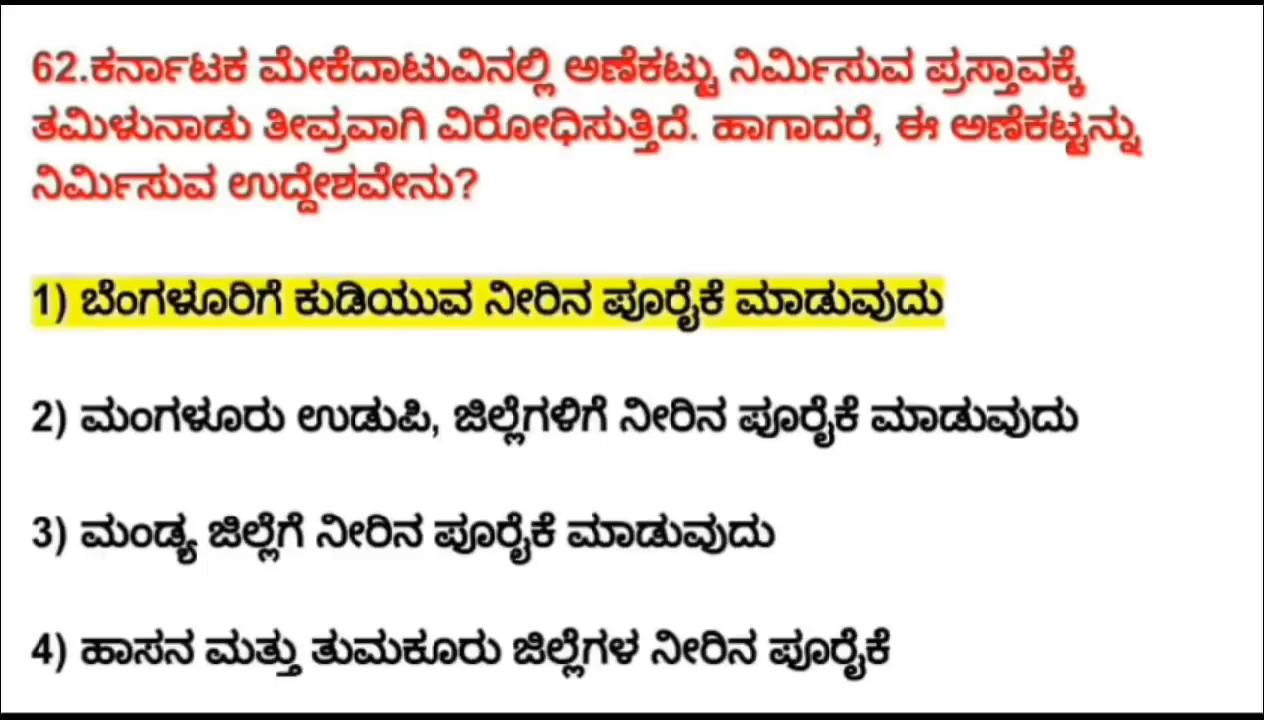 62.ಕರ್ನಾಟಕ ಮೇಕೆದಾಟುವಿನಲ್ಲಿ ಅಣೆಕಟ್ಟು ನಿರ್ಮಿಸುವ ಪ್ರಸ್ತಾವಕ್ಕೆ
ತಮಿಳುನಾಡು ತೀವ್ರವಾಗಿ ವಿರೋಧಿಸುತ್ತಿದೆ. ಹಾಗಾದರೆ, ಈ ಅಣೆಕಟ್ಟನ್ನು
ನಿರ್ಮಿಸುವ ಉದ್ದೇಶವೇನು?
1) ಬೆಂಗಳೂರಿಗೆ ಕುಡಿಯುವ ನೀರಿನ ಪೂರೈಕೆ ಮಾಡುವುದು
2) ಮಂಗಳೂರು ಉಡುಪಿ, ಜಿಲ್ಲೆಗಳಿಗೆ ನೀರಿನ ಪೂರೈಕೆ ಮಾಡುವುದು
3) ಮಂಡ್ಯ ಜಿಲ್ಲೆಗೆ ನೀರಿನ ಪೂರೈಕೆ ಮಾಡುವುದು
4) ಹಾಸನ ಮತ್ತು ತುಮಕೂರು ಜಿಲ್ಲೆಗಳ ನೀರಿನ ಪೂರೈಕೆ